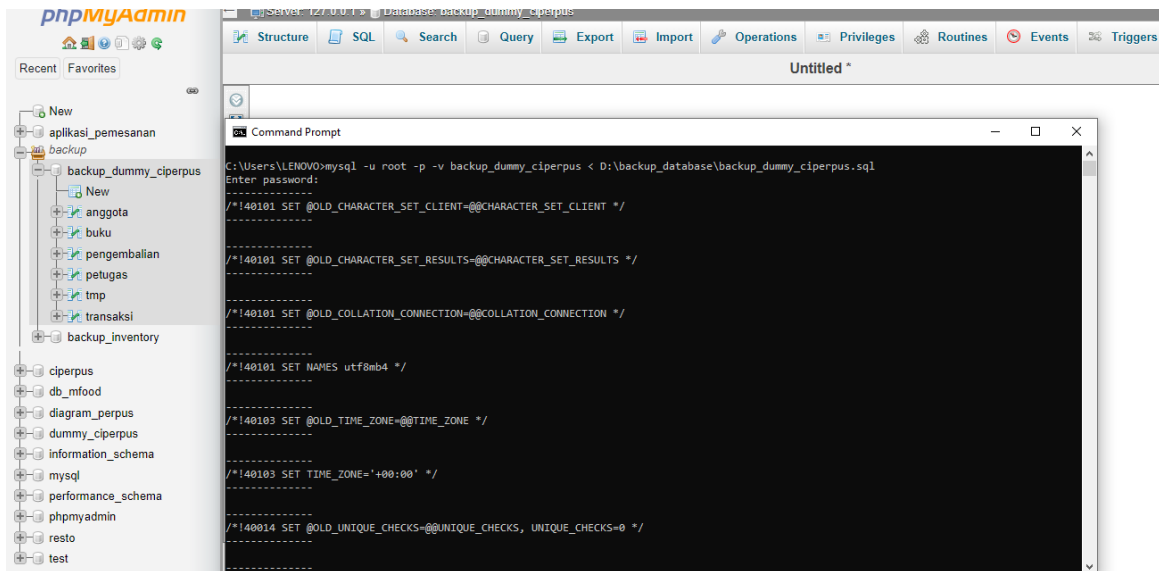 phpMyAdmin
Server: 127.0.0.1 » Database: backup_dummy_ciperpus
Structure SQL Search Query Export Import Operations Privileges Routines Events Triggers
Recent Favorites
Untitled *
New
aplikasi_pemesanan
backup
backup_dummy_ciperpus
New
anggota
buku
pengembalian
petugas
tmp
transaksi
backup_inventory
ciperpus
db_mfood
diagram_perpus
dummy_ciperpus
information_schema
mysql
performance_schema
phpmyadmin
resto
test
Command Prompt
C:\Users\LENOVO>mysql -u root -p -v backup_dummy_ciperpus < D:\backup_database\backup_dummy_ciperpus.sql
Enter password:
--------------
/*!40101 SET @OLD_CHARACTER_SET_CLIENT=@@CHARACTER_SET_CLIENT */
--------------
--------------
/*!40101 SET @OLD_CHARACTER_SET_RESULTS=@@CHARACTER_SET_RESULTS */
--------------
--------------
/*!40101 SET @OLD_COLLATION_CONNECTION=@@COLLATION_CONNECTION */
--------------
--------------
/*!40101 SET NAMES utf8mb4 */
--------------
--------------
/*!40103 SET @OLD_TIME_ZONE=@@TIME_ZONE */
--------------
--------------
/*!40103 SET TIME_ZONE='+00:00' */
--------------
--------------
/*!40014 SET @OLD_UNIQUE_CHECKS=@@UNIQUE_CHECKS, UNIQUE_CHECKS=0 */
--------------
--------------